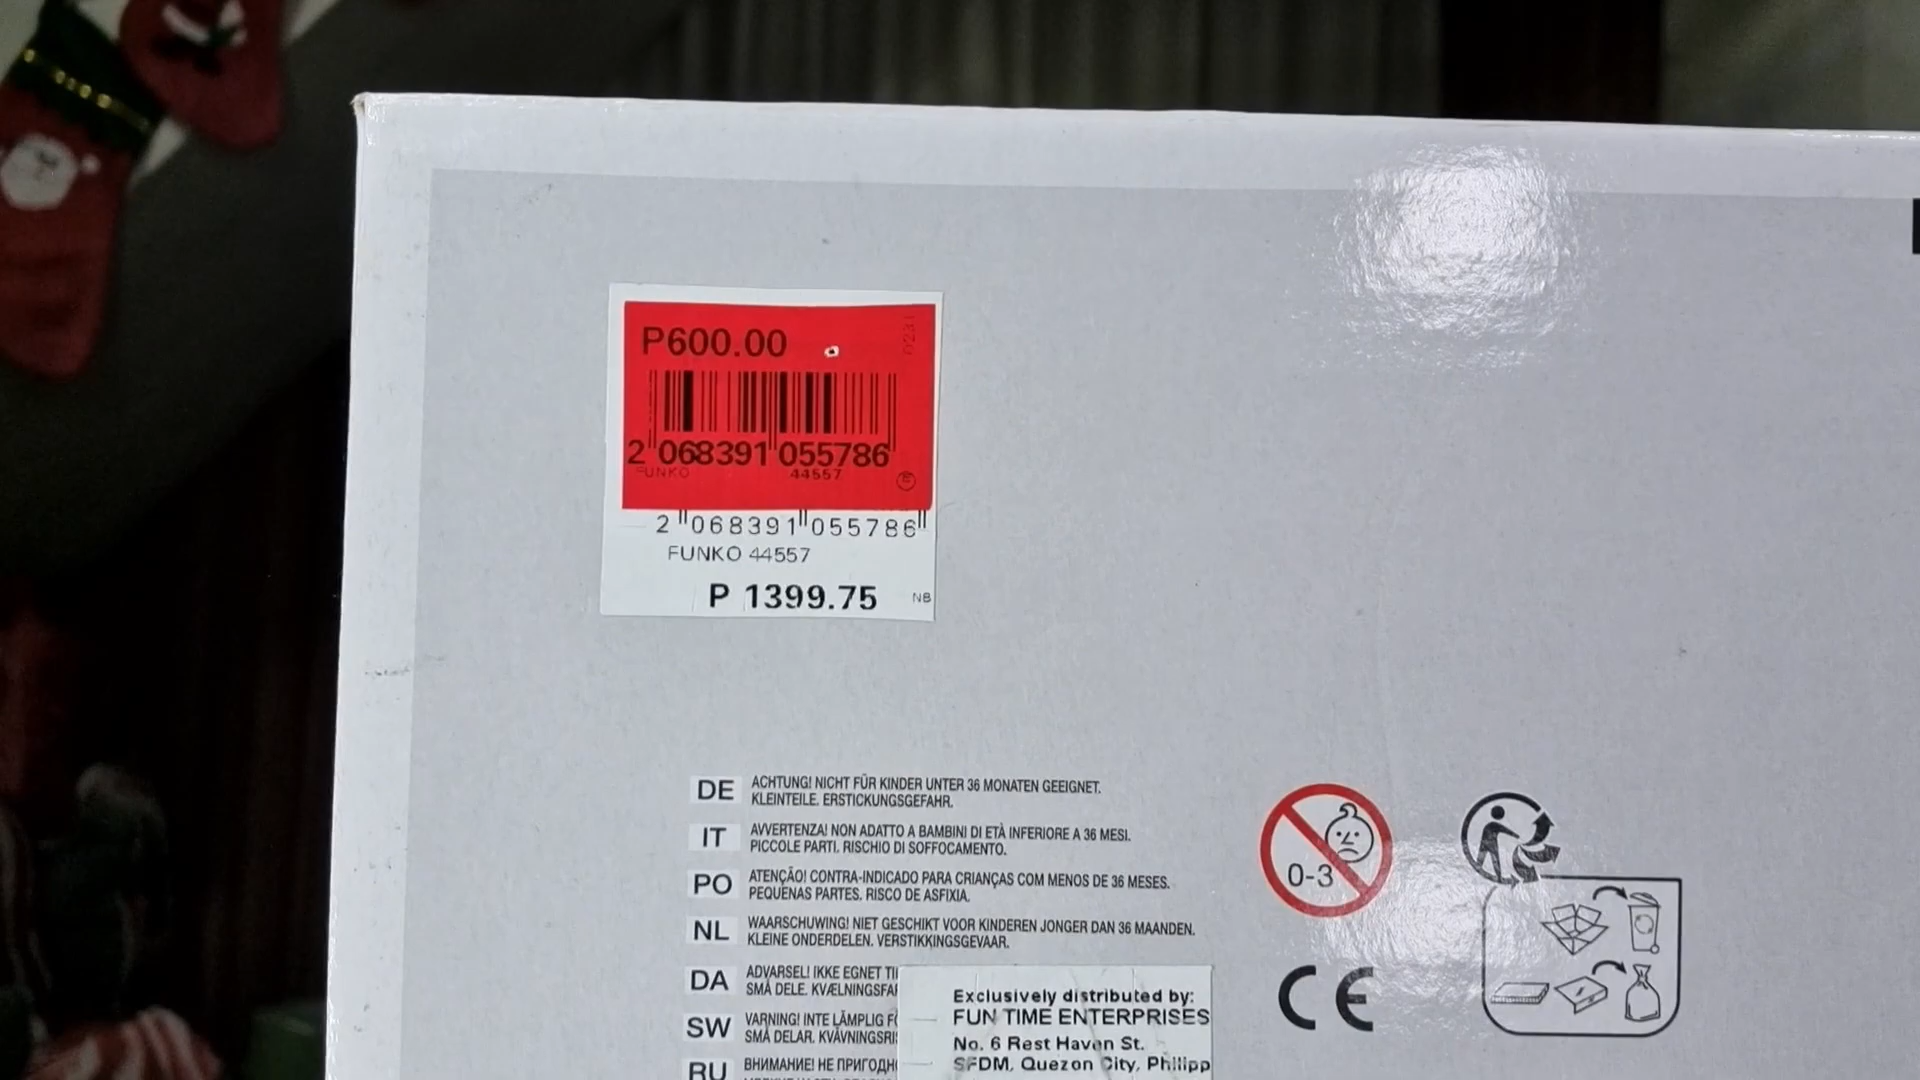 P600.00
0231
2 068391 055786
FUNKO 44557
2 068391 055786
FUNKO 44557
P 1399.75 NB
DE ACHTUNG! NICHT FÜR KINDER UNTER 36 MONATEN GEEIGNET.
KLEINTEILE. ERSTICKUNGSGEFAHR.
IT AVVERTENZA! NON ADATTO A BAMBINI DI ETÀ INFERIORE A 36 MESI.
PICCOLE PARTI. RISCHIO DI SOFFOCAMENTO.
PO ATENÇÃO! CONTRA-INDICADO PARA CRIANÇAS COM MENOS DE 36 MESES.
PEQUENAS PARTES. RISCO DE ASFIXIA.
NL WAARSCHUWING! NIET GESCHIKT VOOR KINDEREN JONGER DAN 36 MAANDEN.
KLEINE ONDERDELEN. VERSTIKKINGSGEVAAR.
DA ADVARSEL! IKKE EGNET
SMÅ DELE.
SW VARNING! INTE LÄMPLIG
SMÅ DELAR.
RU ВНИМАНИЕ! НЕ
0-3
CE
Exclusively distributed by:
FUN TIME ENTERPRISES
No. 6 Rest Haven St.
SFDM, Quezon City, Philipp